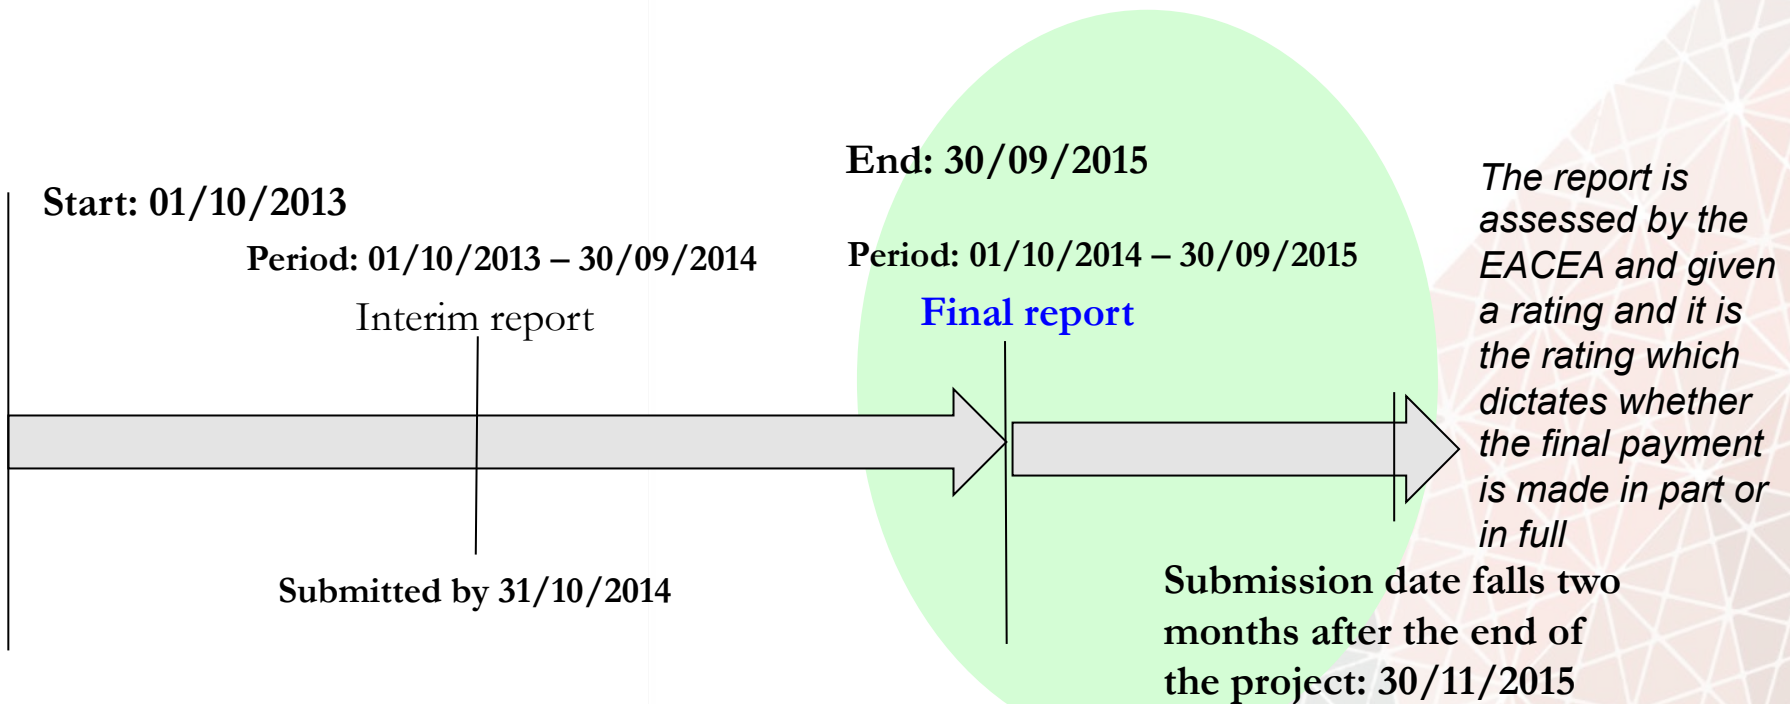 Start: 01/10/2013
Period: 01/10/2013 – 30/09/2014
Interim report
Submitted by 31/10/2014
End: 30/09/2015
Period: 01/10/2014 – 30/09/2015
Final report
Submission date falls two
months after the end of
the project: 30/11/2015
The report is
assessed by the
EACEA and given
a rating and it is
the rating which
dictates whether
the final payment
is made in part or
in full